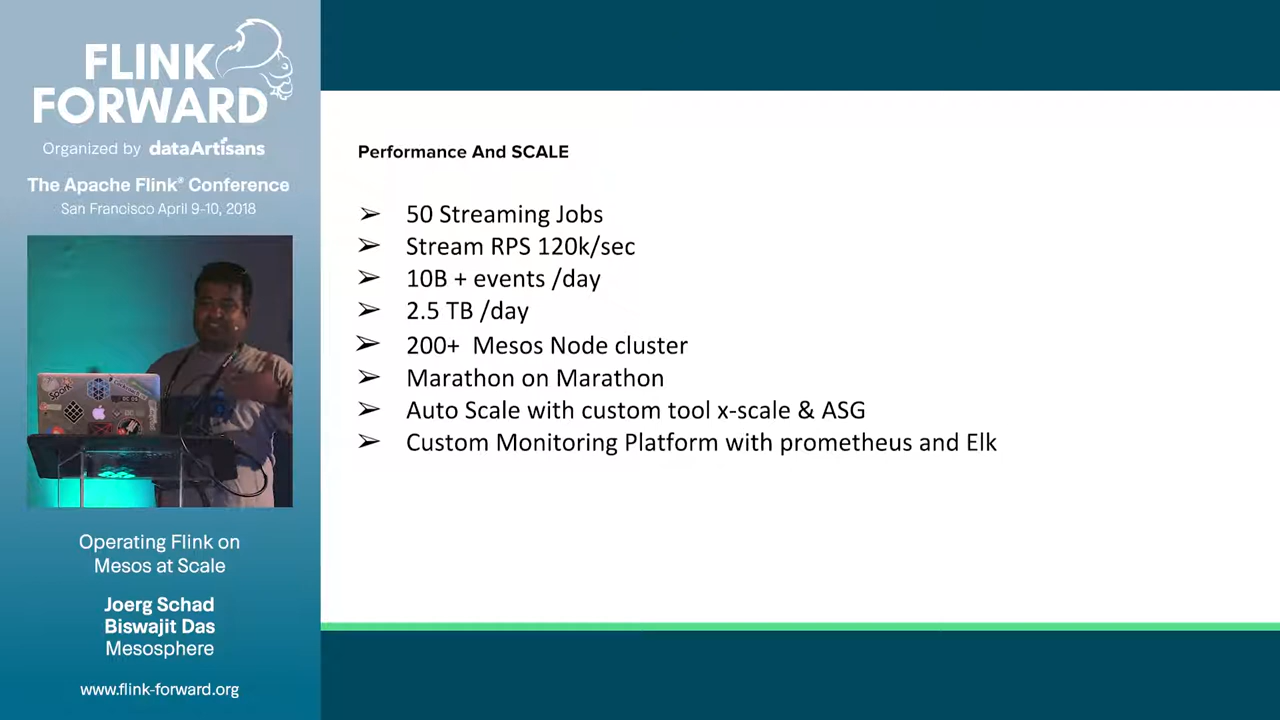 FLINK
FORWARD
Organized by dataArtisans
The Apache Flink® Conference
San Francisco April 9-10, 2018
Operating Flink on
Mesos at Scale
Joerg Schad
Biswajit Das
Mesosphere
www.flink-forward.org
Performance And SCALE
➢ 50 Streaming Jobs
➢ Stream RPS 120k/sec
➢ 10B + events /day
➢ 2.5 TB /day
➢ 200+ Mesos Node cluster
➢ Marathon on Marathon
➢ Auto Scale with custom tool x-scale & ASG
➢ Custom Monitoring Platform with prometheus and Elk